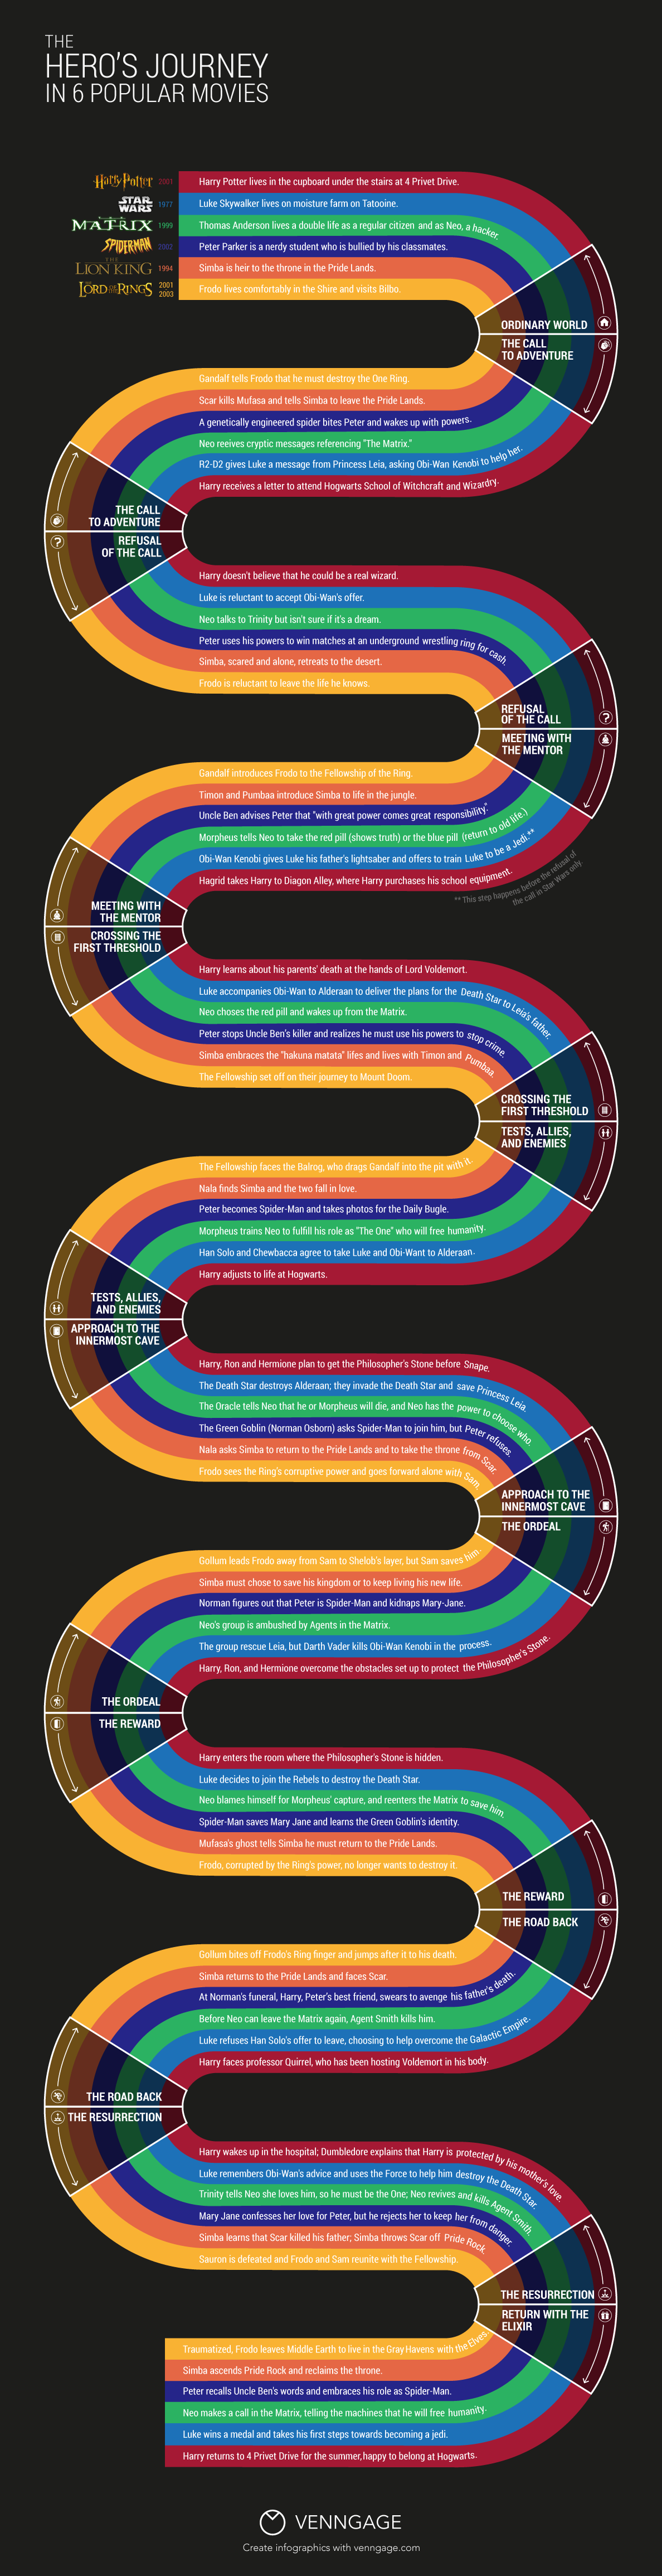 THE
HERO'S JOURNEY
IN 6 POPULAR MOVIES
Harry Potter 2001 Harry Potter lives in the cupboard under the stairs at 4 Privet Drive.
STAR WARS 1977 Luke Skywalker lives on moisture farm on Tatooine.
MATRIX 1999 Thomas Anderson lives a double life as a regular citizen and as Neo, a hacker.
SPIDERMAN 2002 Peter Parker is a nerdy student who is bullied by his classmates.
THE LION KING 1994 Simba is heir to the throne in the Pride Lands.
THE LORD OF THE RINGS 2001 2003 Frodo lives comfortably in the Shire and visits Bilbo.
ORDINARY WORLD
THE CALL
TO ADVENTURE
Gandalf tells Frodo that he must destroy the One Ring.
Scar kills Mufasa and tells Simba to leave the Pride Lands.
A genetically engineered spider bites Peter and wakes up with powers.
Neo reeives cryptic messages referencing "The Matrix."
R2-D2 gives Luke a message from Princess Leia, asking Obi-Wan Kenobi to help her.
Harry receives a letter to attend Hogwarts School of Witchcraft and Wizardry.
THE CALL
TO ADVENTURE
REFUSAL
OF THE CALL
Harry doesn't believe that he could be a real wizard.
Luke is reluctant to accept Obi-Wan's offer.
Neo talks to Trinity but isn't sure if it's a dream.
Peter uses his powers to win matches at an underground wrestling ring for cash.
Simba, scared and alone, retreats to the desert.
Frodo is reluctant to leave the life he knows.
REFUSAL
OF THE CALL
MEETING WITH
THE MENTOR
Gandalf introduces Frodo to the Fellowship of the Ring.
Timon and Pumbaa introduce Simba to life in the jungle.
Uncle Ben advises Peter that "with great power comes great responsibility."
Morpheus tells Neo to take the red pill (shows truth) or the blue pill (return to old life.)
Obi-Wan Kenobi gives Luke his father's lightsaber and offers to train Luke to be a Jedi.**
Hagrid takes Harry to Diagon Alley, where Harry purchases his school equipment.
** This step happens before the refusal of
the call in Star Wars only.
MEETING WITH
THE MENTOR
CROSSING THE
FIRST THRESHOLD
Harry learns about his parents' death at the hands of Lord Voldemort.
Luke accompanies Obi-Wan to Alderaan to deliver the plans for the Death Star to Leia's father.
Neo choses the red pill and wakes up from the Matrix.
Peter stops Uncle Ben's killer and realizes he must use his powers to stop crime.
Simba embraces the "hakuna matata" lifes and lives with Timon and Pumbaa.
The Fellowship set off on their journey to Mount Doom.
CROSSING THE
FIRST THRESHOLD
TESTS, ALLIES,
AND ENEMIES
The Fellowship faces the Balrog, who drags Gandalf into the pit with it.
Nala finds Simba and the two fall in love.
Peter becomes Spider-Man and takes photos for the Daily Bugle.
Morpheus trains Neo to fulfill his role as "The One" who will free humanity.
Han Solo and Chewbacca agree to take Luke and Obi-Want to Alderaan.
Harry adjusts to life at Hogwarts.
TESTS, ALLIES,
AND ENEMIES
APPROACH TO THE
INNERMOST CAVE
Harry, Ron and Hermione plan to get the Philosopher's Stone before Snape.
The Death Star destroys Alderaan; they invade the Death Star and save Princess Leia.
The Oracle tells Neo that he or Morpheus will die, and Neo has the power to choose who.
The Green Goblin (Norman Osborn) asks Spider-Man to join him, but Peter refuses.
Nala asks Simba to return to the Pride Lands and to take the throne from Scar.
Frodo sees the Ring's corruptive power and goes forward alone with Sam.
APPROACH TO THE
INNERMOST CAVE
THE ORDEAL
Gollum leads Frodo away from Sam to Shelob's layer, but Sam saves him.
Simba must chose to save his kingdom or to keep living his new life.
Norman figures out that Peter is Spider-Man and kidnaps Mary-Jane.
Neo's group is ambushed by Agents in the Matrix.
The group rescue Leia, but Darth Vader kills Obi-Wan Kenobi in the process.
Harry, Ron, and Hermione overcome the obstacles set up to protect the Philosopher's Stone.
THE ORDEAL
THE REWARD
Harry enters the room where the Philosopher's Stone is hidden.
Luke decides to join the Rebels to destroy the Death Star.
Neo blames himself for Morpheus' capture, and reenters the Matrix to save him.
Spider-Man saves Mary Jane and learns the Green Goblin's identity.
Mufasa's ghost tells Simba he must return to the Pride Lands.
Frodo, corrupted by the Ring's power, no longer wants to destroy it.
THE REWARD
THE ROAD BACK
Gollum bites off Frodo's Ring finger and jumps after it to his death.
Simba returns to the Pride Lands and faces Scar.
At Norman's funeral, Harry, Peter's best friend, swears to avenge his father's death.
Before Neo can leave the Matrix again, Agent Smith kills him.
Luke refuses Han Solo's offer to leave, choosing to help overcome the Galactic Empire.
Harry faces professor Quirrel, who has been hosting Voldemort in his body.
THE ROAD BACK
THE RESURRECTION
Harry wakes up in the hospital; Dumbledore explains that Harry is protected by his mother's love.
Luke remembers Obi-Wan's advice and uses the Force to help him destroy the Death Star.
Trinity tells Neo she loves him, so he must be the One; Neo revives and kills Agent Smith.
Mary Jane confesses her love for Peter, but he rejects her to keep her from danger.
Simba learns that Scar killed his father; Simba throws Scar off Pride Rock
Sauron is defeated and Frodo and Sam reunite with the Fellowship.
THE RESURRECTION
RETURN WITH THE
ELIXIR
Traumatized, Frodo leaves Middle Earth to live in the Gray Havens with the Elves.
Simba ascends Pride Rock and reclaims the throne.
Peter recalls Uncle Ben's words and embraces his role as Spider-Man.
Neo makes a call in the Matrix, telling the machines that he will free humanity.
Luke wins a medal and takes his first steps towards becoming a jedi.
Harry returns to 4 Privet Drive for the summer, happy to belong at Hogwarts.
VENNGAGE
Create infographics with venngage.com